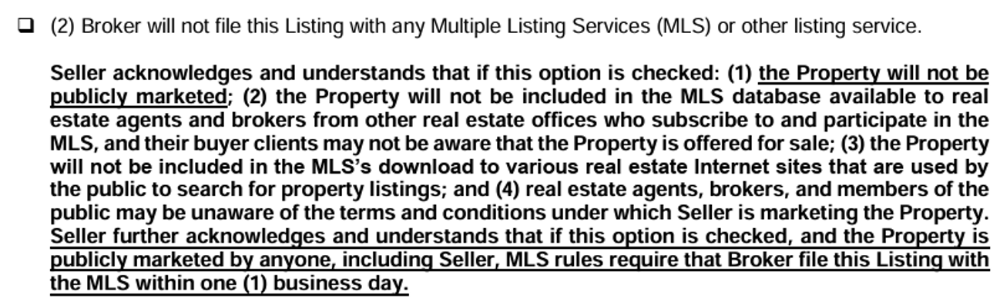 ❑ (2) Broker will not file this Listing with any Multiple Listing Services (MLS) or other listing service.
Seller acknowledges and understands that if this option is checked: (1) the Property will not be
publicly marketed; (2) the Property will not be included in the MLS database available to real
estate agents and brokers from other real estate offices who subscribe to and participate in the
MLS, and their buyer clients may not be aware that the Property is offered for sale; (3) the Property
will not be included in the MLS’s download to various real estate Internet sites that are used by
the public to search for property listings; and (4) real estate agents, brokers, and members of the
public may be unaware of the terms and conditions under which Seller is marketing the Property.
Seller further acknowledges and understands that if this option is checked, and the Property is
publicly marketed by anyone, including Seller, MLS rules require that Broker file this Listing with
the MLS within one (1) business day.